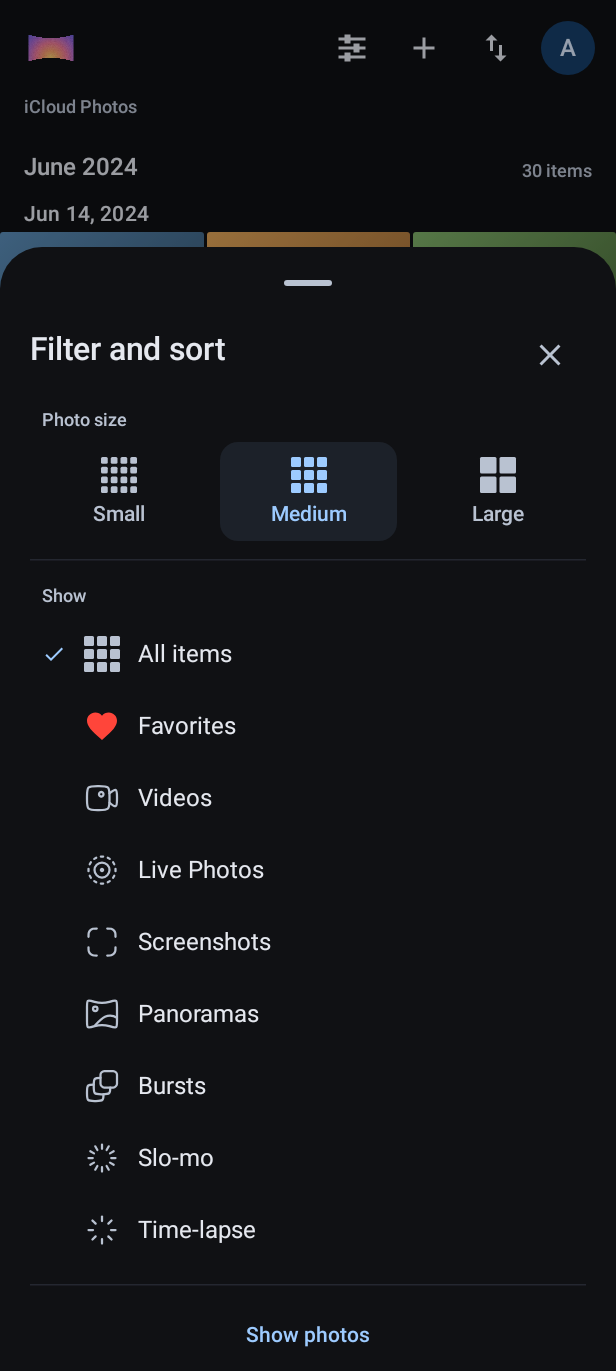 A
iCloud Photos
June 2024
30 items
Jun 14, 2024
Filter and sort
Photo size
Small
Medium
Large
Show
All items
Favorites
Videos
Live Photos
Screenshots
Panoramas
Bursts
Slo-mo
Time-lapse
Show photos